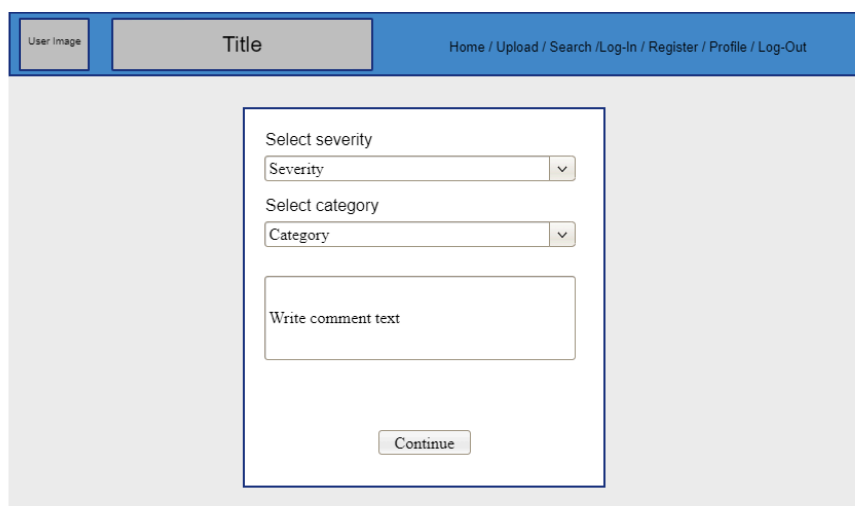 User Image
Title
Home / Upload / Search /Log-In / Register / Profile / Log-Out
Select severity
Severity
Select category
Category
Write comment text
Continue